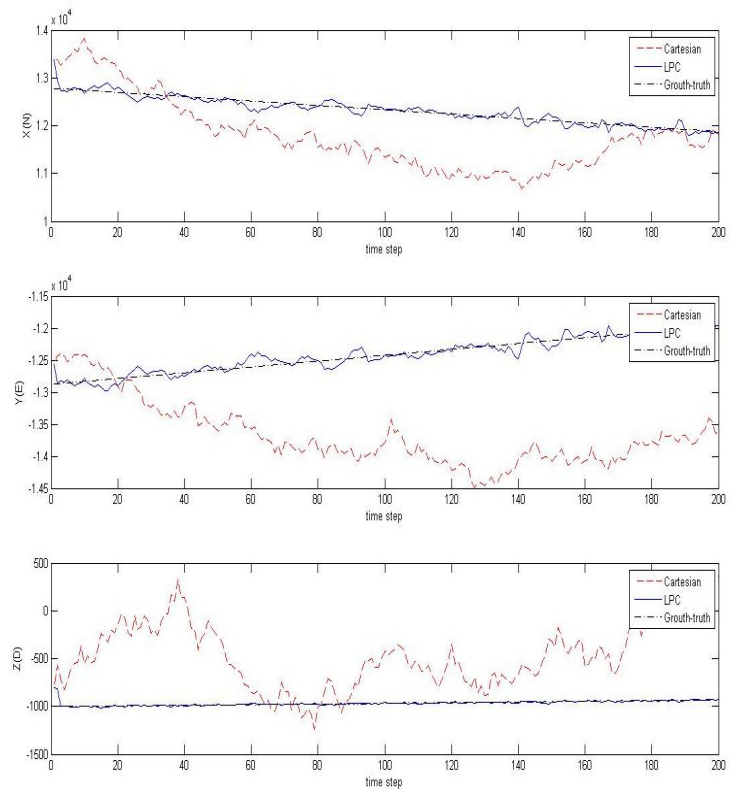 x 10⁴
1.4
1.3
1.2
1.1
1
X(N)
0 20 40 60 80 100 120 140 160 180 200
time step
Cartesian
LPC
Grouth-truth
x 10⁴
-1.15
-1.2
-1.25
-1.3
-1.35
-1.4
-1.45
Y(E)
0 20 40 60 80 100 120 140 160 180 200
time step
Cartesian
LPC
Grouth-truth
500
0
-500
-1000
-1500
Z(D)
0 20 40 60 80 100 120 140 160 180 200
time step
Cartesian
LPC
Grouth-truth